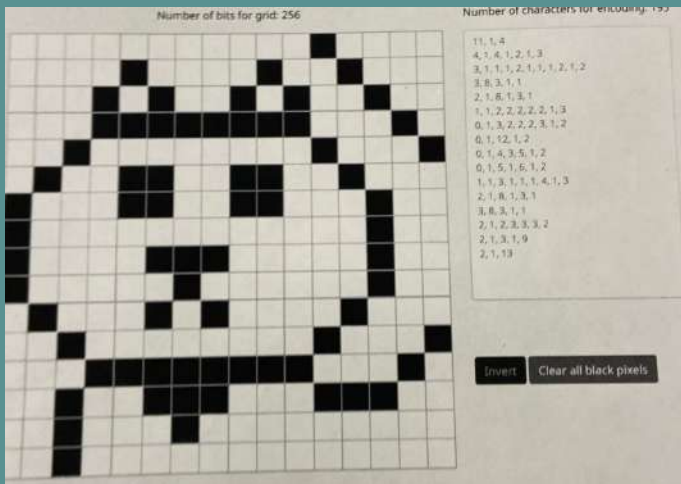 Number of bits for grid: 256
Number of characters for encoding: 195
11, 1, 4
4, 1, 4, 1, 2, 1, 3
3, 1, 1, 1, 2, 1, 1, 1, 2, 1, 2
3, 8, 3, 1, 1
2, 1, 8, 1, 3, 1
1, 1, 2, 2, 2, 2, 2, 1, 3
0, 1, 3, 2, 2, 2, 3, 1, 2
0, 1, 12, 1, 2
0, 1, 4, 3, 5, 1, 2
0, 1, 5, 1, 6, 1, 2
1, 1, 3, 1, 1, 1, 4, 1, 3
2, 1, 8, 1, 3, 1
3, 8, 3, 1, 1
2, 1, 2, 3, 3, 3, 2
2, 1, 3, 1, 9
2, 1, 13
Invert
Clear all black pixels